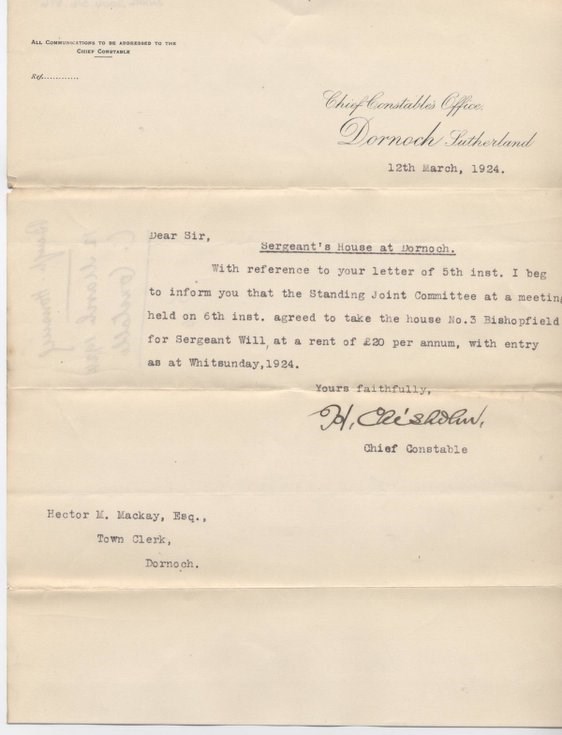 ALL COMMUNICATIONS TO BE ADDRESSED TO THE
CHIEF CONSTABLE
Ref.............
Chief Constables Office,
Dornoch Sutherland
12th March, 1924.
Dear Sir,
Sergeant's House at Dornoch.
With reference to your letter of 5th inst. I beg
to inform you that the Standing Joint Committee at a meeting
held on 6th inst. agreed to take the house No.3 Bishopfield
for Sergeant Will, at a rent of £20 per annum, with entry
as at Whitsunday,1924.
Yours faithfully,
H. Chisholm.
Chief Constable
Hector M. Mackay, Esq.,
Town Clerk,
Dornoch.